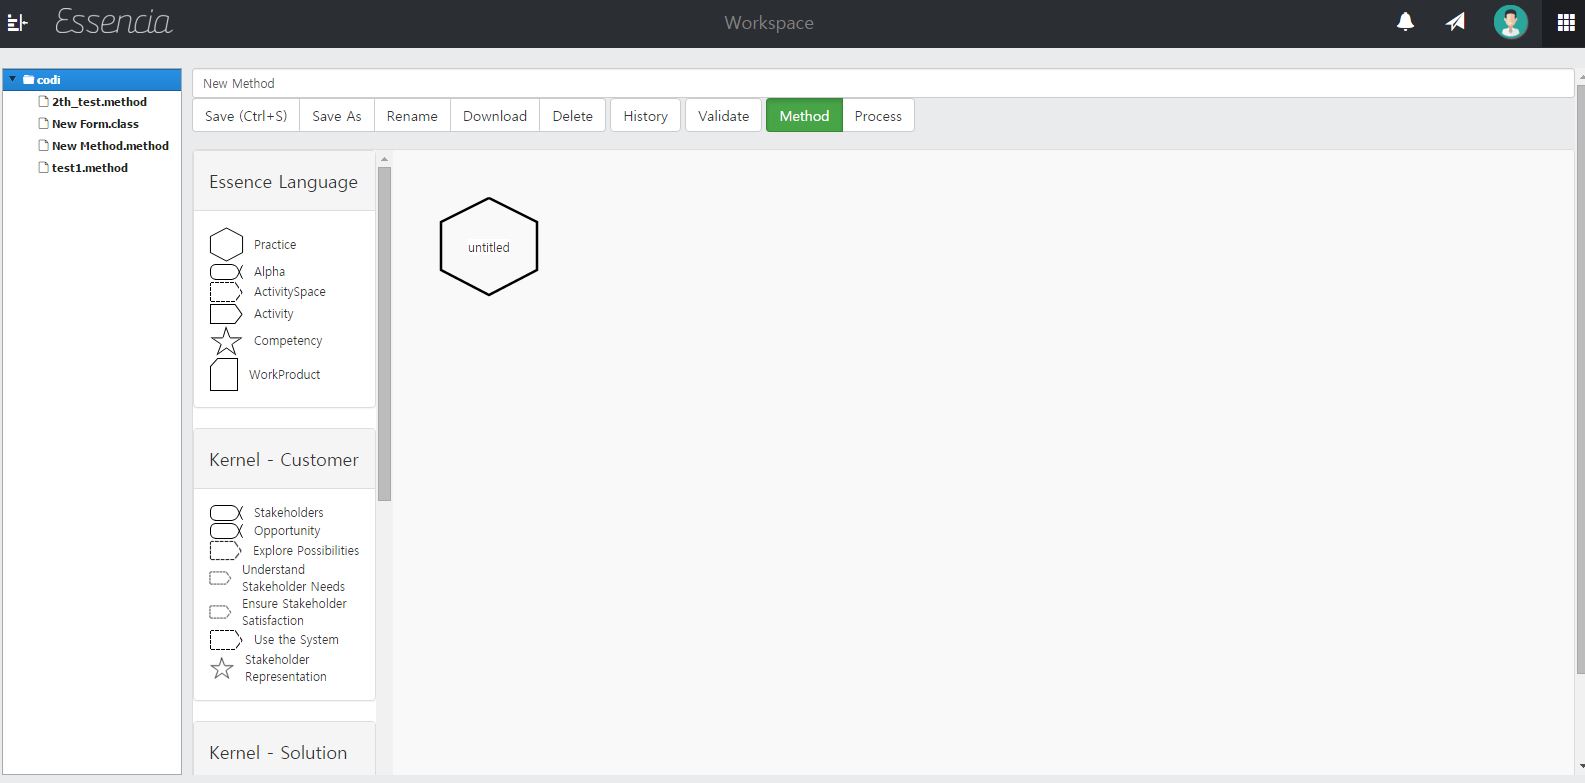 Essencia
Workspace
codi
2th_test.method
New Form.class
New Method.method
test1.method
New Method
Save (Ctrl+S) Save As Rename Download Delete History Validate Method Process
Essence Language
Practice
Alpha
ActivitySpace
Activity
Competency
WorkProduct
Kernel - Customer
Stakeholders
Opportunity
Explore Possibilities
Understand
Stakeholder Needs
Ensure Stakeholder
Satisfaction
Use the System
Stakeholder
Representation
Kernel - Solution
untitled